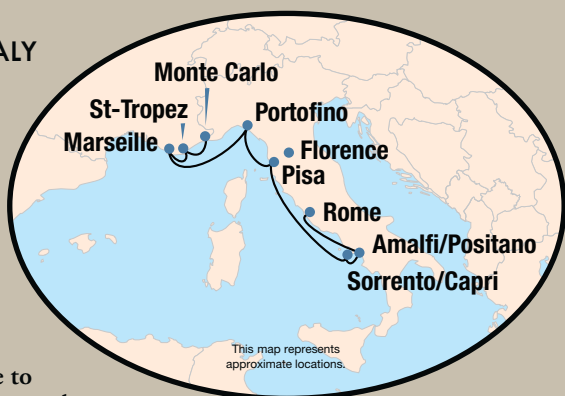 ALY
Monte Carlo
St-Tropez
Portofino
Marseille
Florence
Pisa
Rome
Amalfi/Positano
Sorrento/Capri
This map represents
approximate locations.
e to